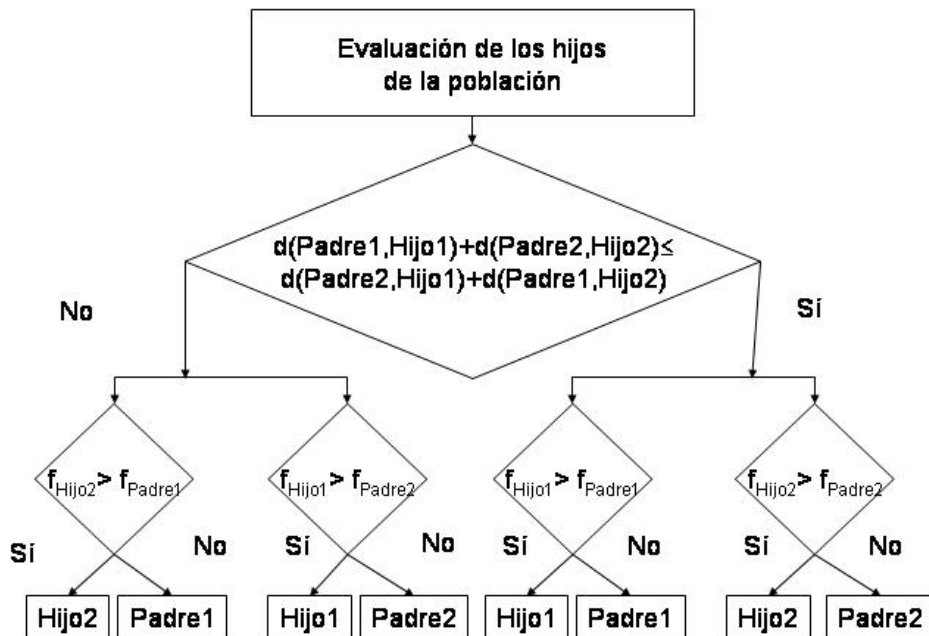 Evaluación de los hijos
de la población
d(Padre1,Hijo1)+d(Padre2,Hijo2)≤
d(Padre2,Hijo1)+d(Padre1,Hijo2)
No
Sí
fHijo2> fPadre1
fHijo1> fPadre2
fHijo1> fPadre1
fHijo2> fPadre2
Sí
No
Sí
No
Sí
No
Sí
No
Hijo2
Padre1
Hijo1
Padre2
Hijo1
Padre1
Hijo2
Padre2